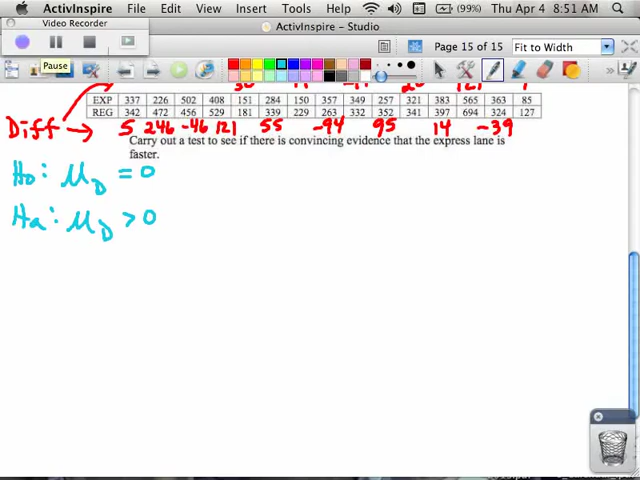 ActivInspire File Edit View Insert Tools Help (99%) Thu Apr 4 8:51 AM
Video Recorder
ActivInspire – Studio
Page 15 of 15 Fit to Width
Pause
EXP 337 226 502 408 151 284 150 357 349 257 321 383 565 363 85
REG 342 472 456 529 181 339 229 263 332 352 341 397 694 324 127
Diff 5 246 -46 121 55 -94 95 14 -39
Carry out a test to see if there is convincing evidence that the express lane is
faster.
Ho: μD = 0
Ha: μD > 0